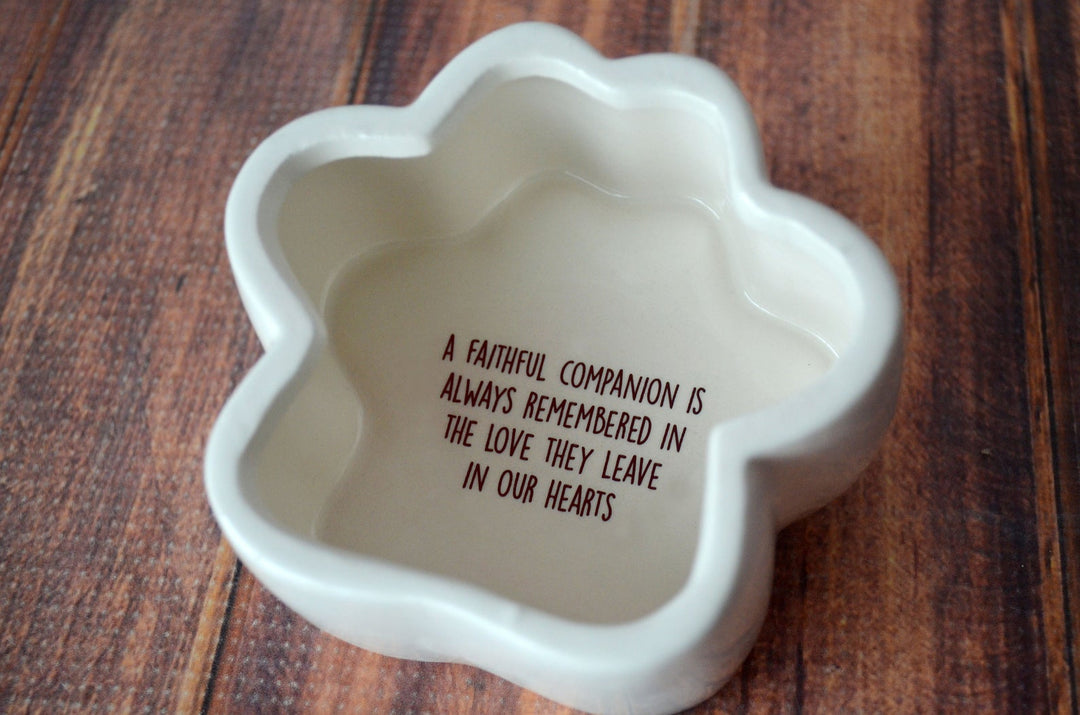 A FAITHFUL COMPANION IS
ALWAYS REMEMBERED IN
THE LOVE THEY LEAVE
IN OUR HEARTS